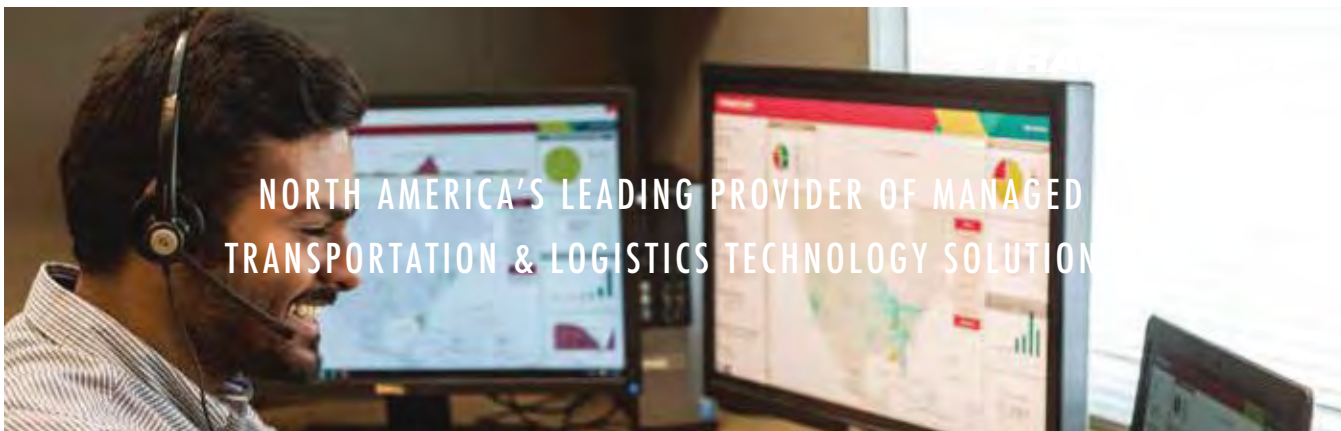 NORTH AMERICA'S LEADING PROVIDER OF MANAGED
TRANSPORTATION & LOGISTICS TECHNOLOGY SOLUTION